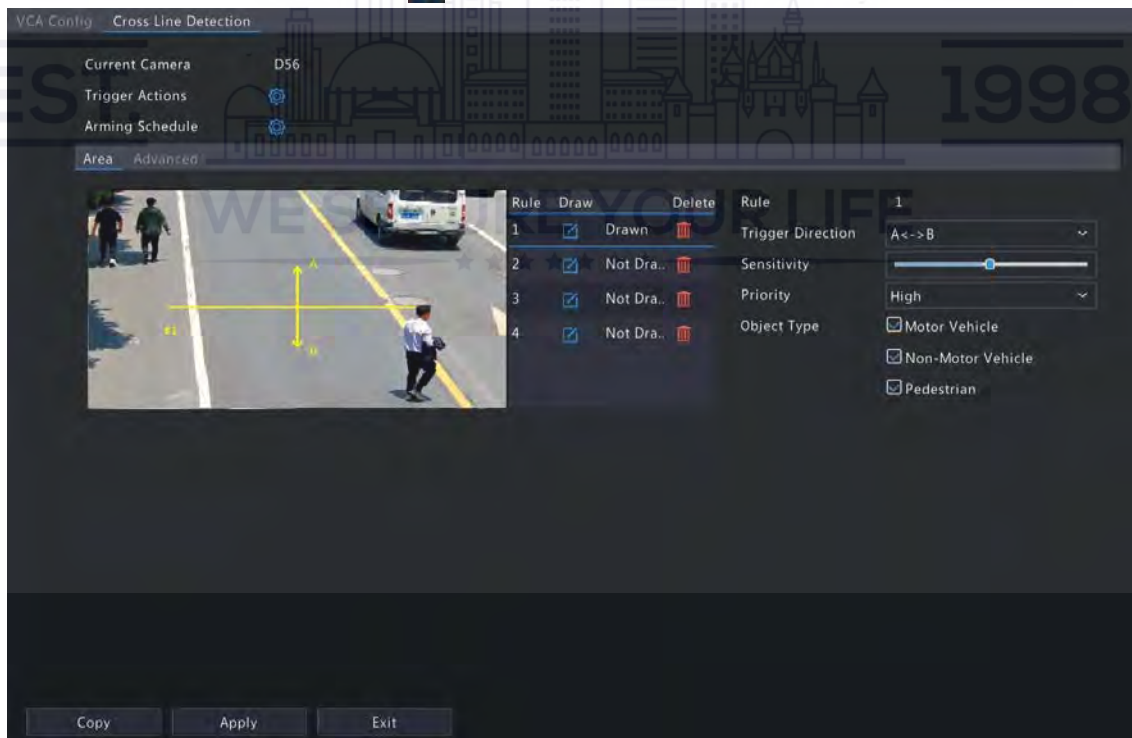 VCA Config Cross Line Detection
Current Camera D56
Trigger Actions
Arming Schedule
EST. 1998
Area Advanced
WE SECURE YOUR LIFE
Rule Draw Delete
1 Drawn
2 Not Dra..
3 Not Dra..
4 Not Dra..
A
#1
B
Rule 1
Trigger Direction A<->B
Sensitivity
Priority High
Object Type Motor Vehicle
Non-Motor Vehicle
Pedestrian
Copy Apply Exit